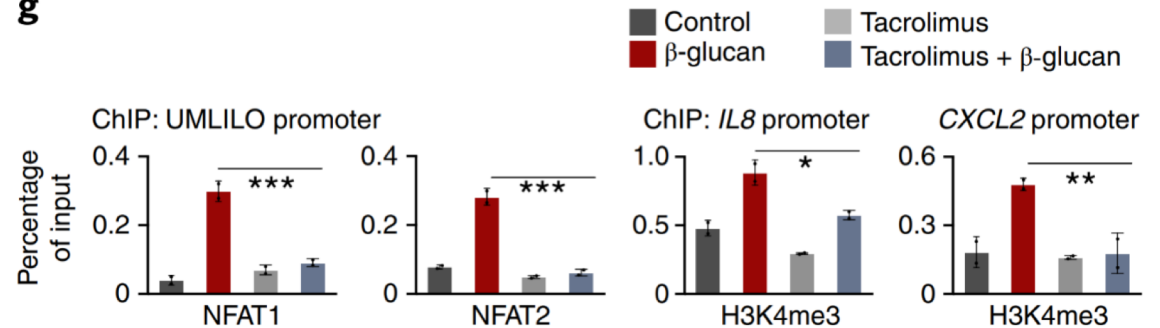 g
Control
β-glucan
Tacrolimus
Tacrolimus + β-glucan
ChIP: UMLILO promoter
ChIP: IL8 promoter
CXCL2 promoter
Percentage
of input
0.4
0.2
0
***
NFAT1
0.4
0.2
0
***
NFAT2
1.0
0.5
0
*
H3K4me3
0.6
0.3
0
**
H3K4me3